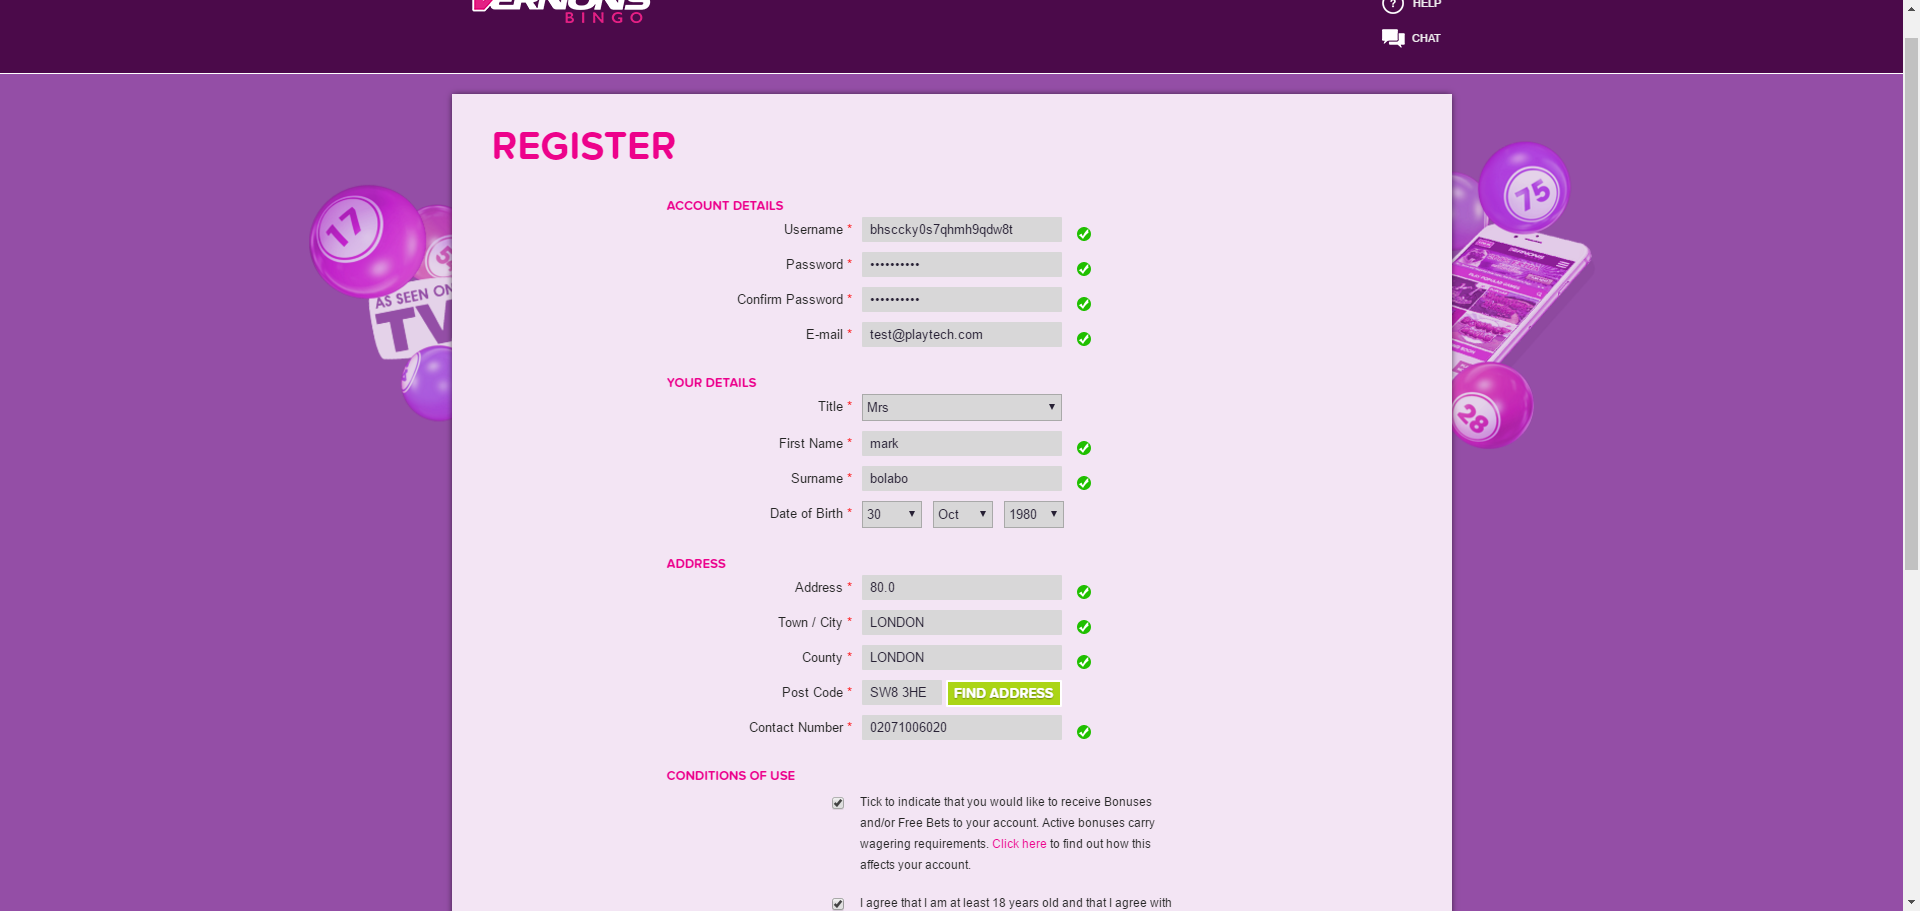 VERNONS
BINGO
? HELP
CHAT
REGISTER
ACCOUNT DETAILS
Username * bhsccky0s7qhmh9qdw8t
Password * ••••••••••
Confirm Password * ••••••••••
E-mail * test@playtech.com
YOUR DETAILS
Title * Mrs
First Name * mark
Surname * bolabo
Date of Birth * 30 Oct 1980
ADDRESS
Address * 80.0
Town / City * LONDON
County * LONDON
Post Code * SW8 3HE FIND ADDRESS
Contact Number * 02071006020
CONDITIONS OF USE
Tick to indicate that you would like to receive Bonuses
and/or Free Bets to your account. Active bonuses carry
wagering requirements. Click here to find out how this
affects your account.
I agree that I am at least 18 years old and that I agree with
17
AS SEEN ON
TV
75
VERNONS
28